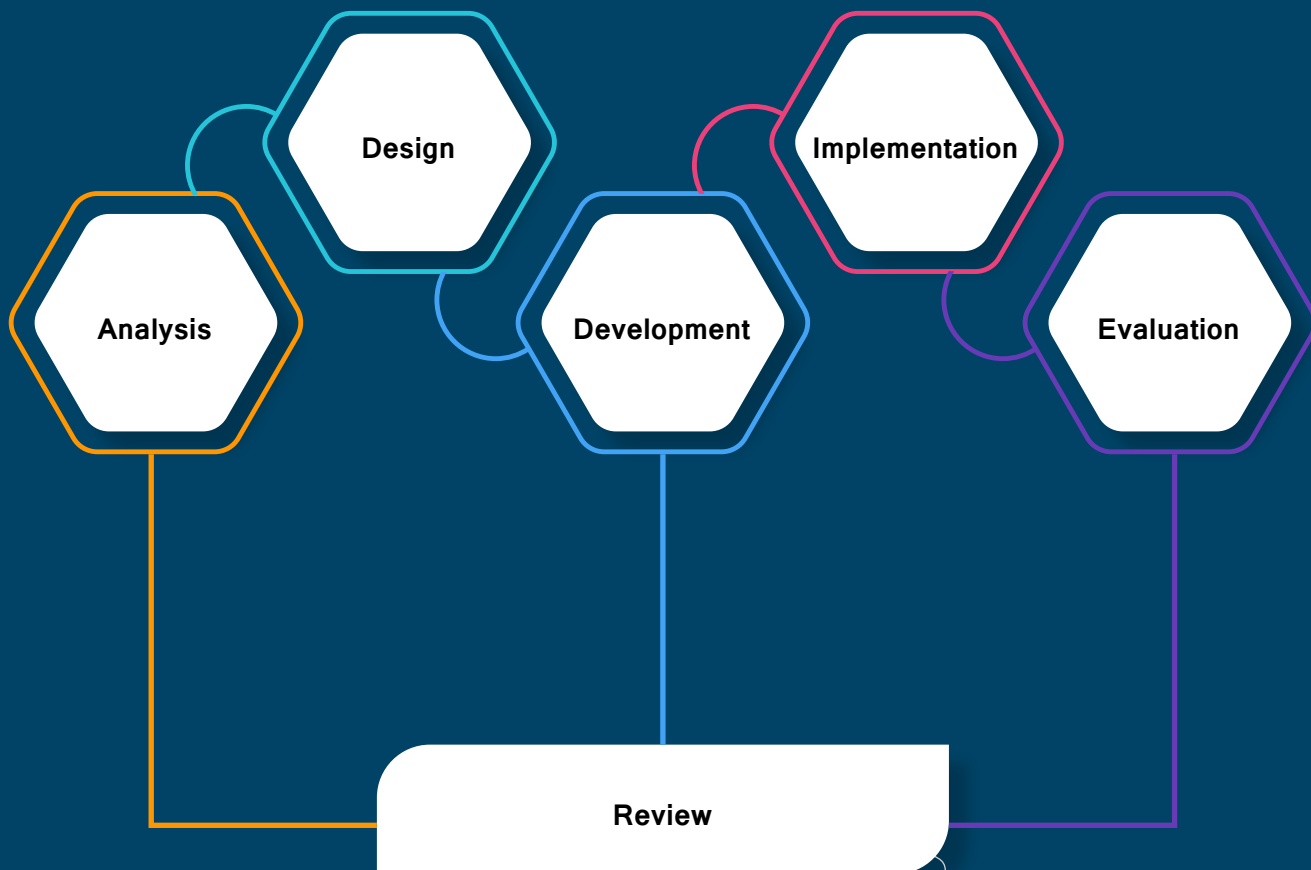 Design
Implementation
Analysis
Development
Evaluation
Review